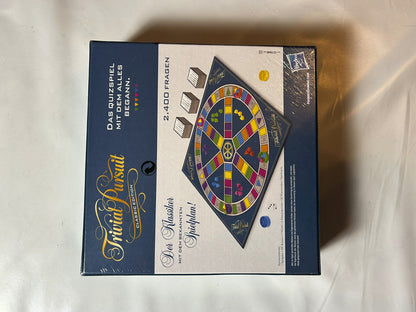 Trivial Pursuit
CLASSIC EDITION
DAS QUIZSPIEL
MIT DEM ALLES
BEGANN.
Der Klassiker
MIT DEM BEKANNTEN
Spielplan!
2.400 FRAGEN
Hasbro